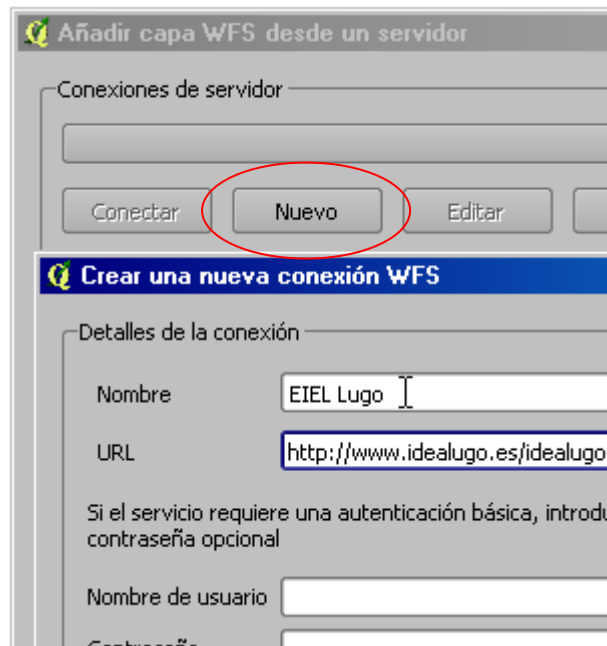 Añadir capa WFS desde un servidor
Conexiones de servidor
Conectar Nuevo Editar
Crear una nueva conexión WFS
Detalles de la conexión
Nombre EIEL Lugo
URL http://www.idealugo.es/idealugo
Si el servicio requiere una autenticación básica, introdu
contraseña opcional
Nombre de usuario
Contraseña